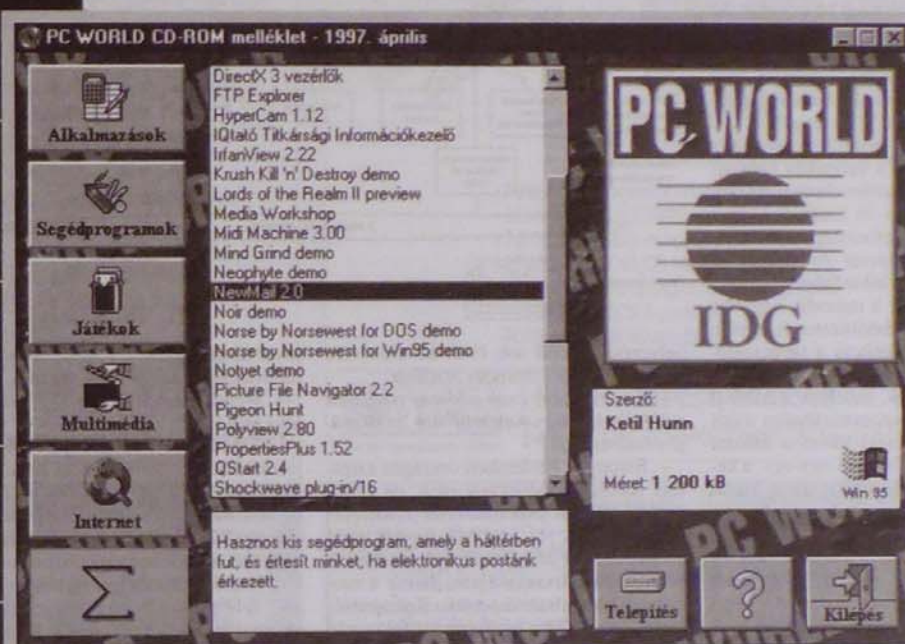 PC WORLD CD-ROM melléklet - 1997. április
Alkalmazások
Segédprogramok
Játékok
Multimédia
Internet
Σ
DirectX 3 vezérlők
FTP Explorer
HyperCam 1.12
IQtató Titkársági Információkezelő
IrfanView 2.22
Krush Kill 'n' Destroy demo
Lords of the Realm II preview
Media Workshop
Midi Machine 3.00
Mind Grind demo
Neophyte demo
NewMail 2.0
Noir demo
Norse by Norsewest for DOS demo
Norse by Norsewest for Win95 demo
Notyet demo
Picture File Navigator 2.2
Pigeon Hunt
Polyview 2.80
PropertiesPlus 1.52
QStart 2.4
Shockwave plug-in/16
Hasznos kis segédprogram, amely a háttérben
fut, és értesít minket, ha elektronikus postánk
érkezett.
PC WORLD
IDG
Szerző:
Ketil Hunn
Méret: 1 200 kB
Win 95
Telepítés
?
Kilépés